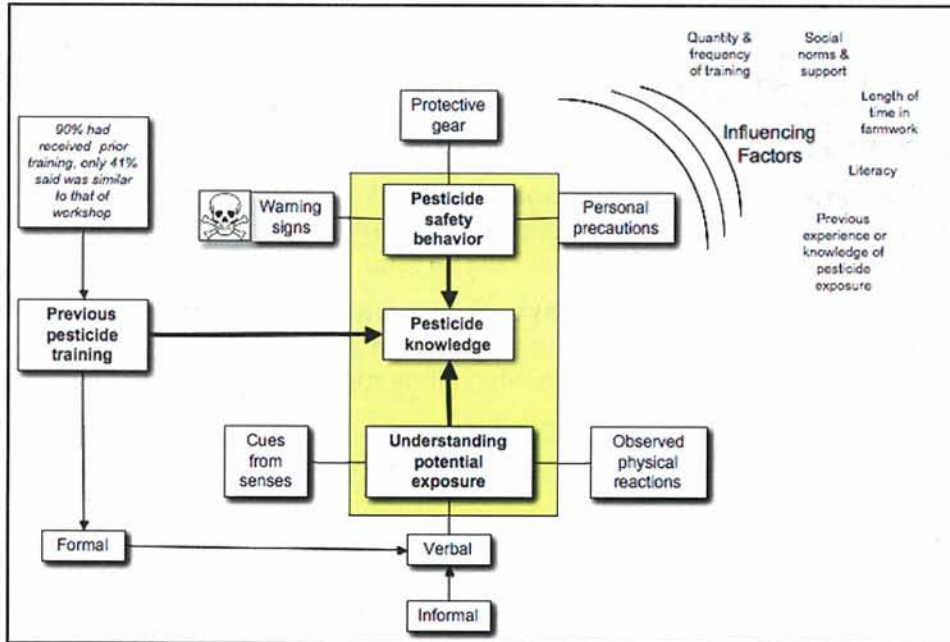 Quantity &
frequency
of training
Social
norms &
support
Length of
time in
farmwork
Influencing
Factors
Literacy
Previous
experience or
knowledge of
pesticide
exposure
Protective
gear
90% had
received prior
training, only 41%
said was similar
to that of
workshop
Warning
signs
Pesticide
safety
behavior
Personal
precautions
Previous
pesticide
training
Pesticide
knowledge
Cues
from
senses
Understanding
potential
exposure
Observed
physical
reactions
Formal
Verbal
Informal